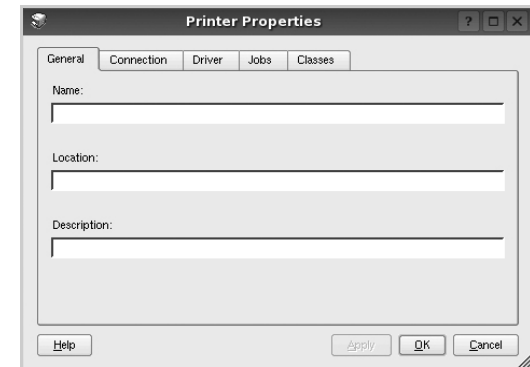 Printer Properties
?
X
General Connection Driver Jobs Classes
Name:
Location:
Description:
Help Apply OK Cancel